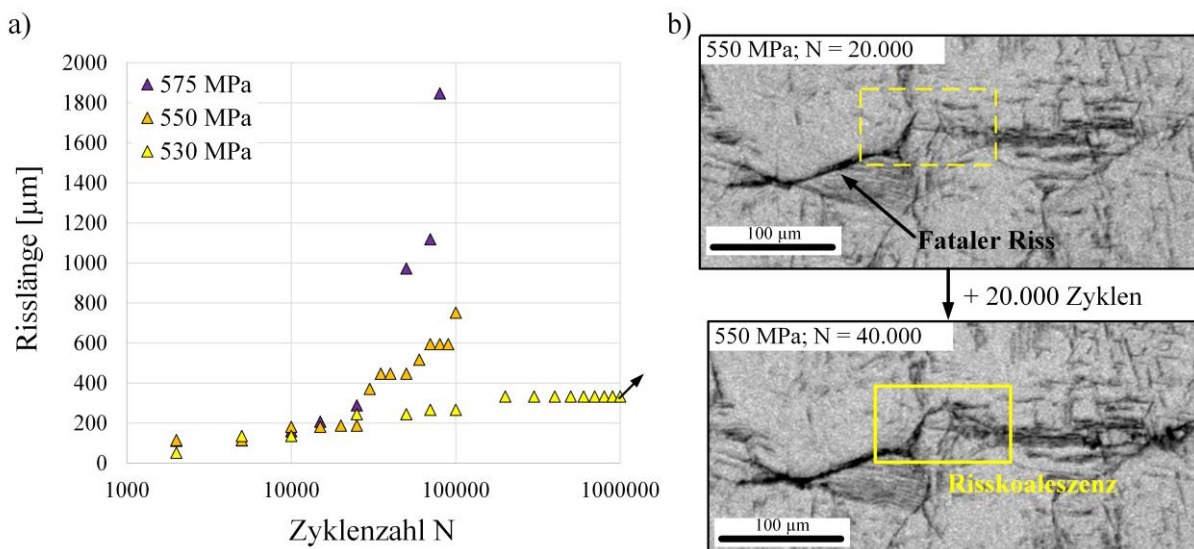 a)
2000
1800
1600
1400
1200
1000
800
600
400
200
0
Risslänge [µm]
575 MPa
550 MPa
530 MPa
1000
10000
100000
1000000
Zyklenzahl N
b)
550 MPa; N = 20.000
100 µm
Fataler Riss
+ 20.000 Zyklen
550 MPa; N = 40.000
Risskoaleszenz
100 µm